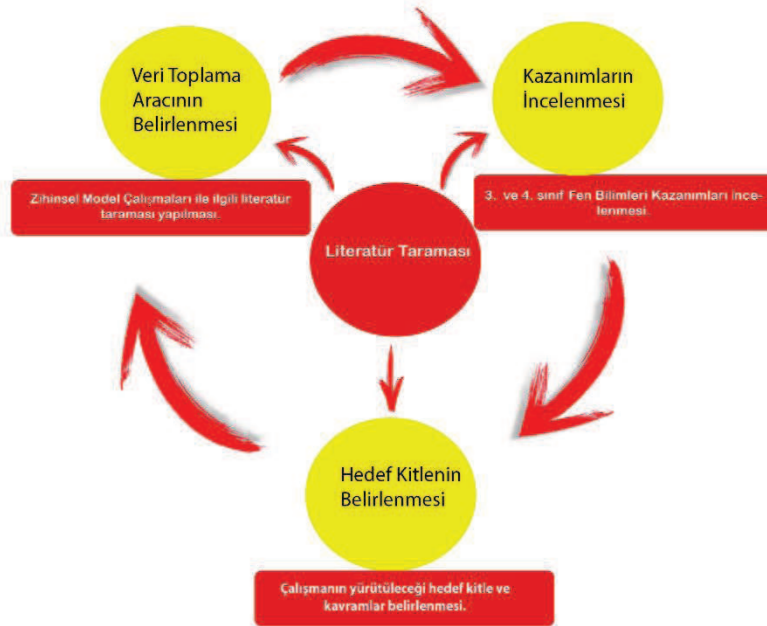 Veri Toplama
Aracının
Belirlenmesi
Kazanımların
İncelenmesi
Zihinsel Model Çalışmaları ile ilgili literatür
taraması yapılması.
3. ve 4. sınıf Fen Bilimleri Kazanımları İnce-
lenmesi.
Literatür Taraması
Hedef Kitlenin
Belirlenmesi
Çalışmanın yürütüleceği hedef kitle ve
kavramlar belirlenmesi.